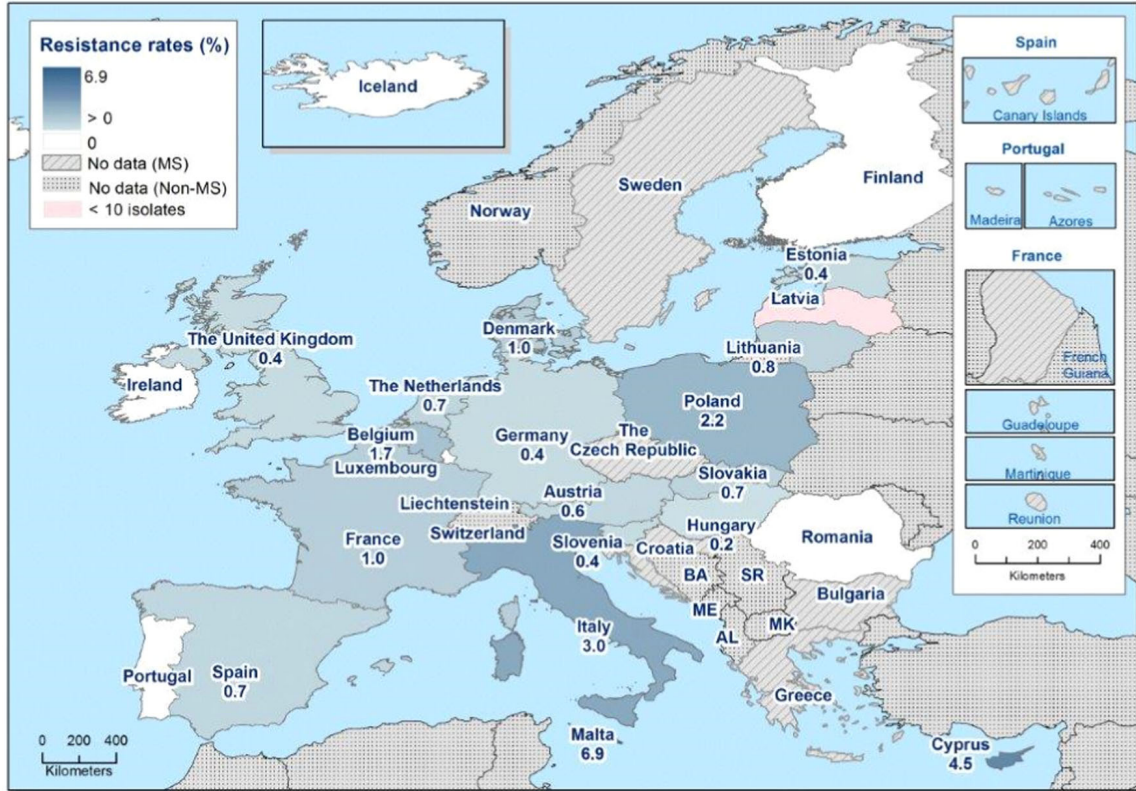 Resistance rates (%)
6.9
> 0
0
No data (MS)
No data (Non-MS)
< 10 isolates
Iceland
Spain
Canary Islands
Portugal
Madeira
Azores
France
French
Guiana
Guadeloupe
Martinique
Reunion
0 200 400
Kilometers
Finland
Sweden
Norway
Estonia
0.4
Latvia
Lithuania
0.8
Denmark
1.0
The United Kingdom
0.4
Ireland
The Netherlands
0.7
Poland
2.2
Belgium
1.7
Germany
0.4
The
Czech Republic
Luxembourg
Slovakia
0.7
Liechtenstein
Austria
0.6
Switzerland
France
1.0
Slovenia
0.4
Hungary
0.2
Croatia
Romania
BA
SR
Bulgaria
ME
MK
AL
Italy
3.0
Portugal
Spain
0.7
Greece
Malta
6.9
Cyprus
4.5
0 200 400
Kilometers